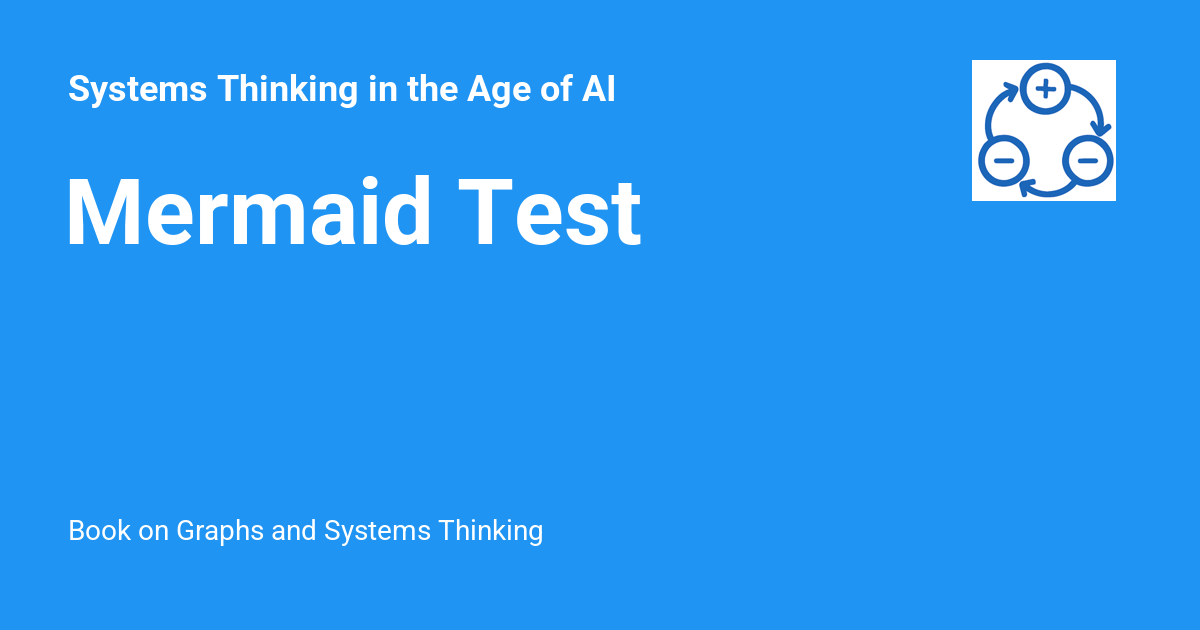 Systems Thinking in the Age of AI
Mermaid Test
Book on Graphs and Systems Thinking